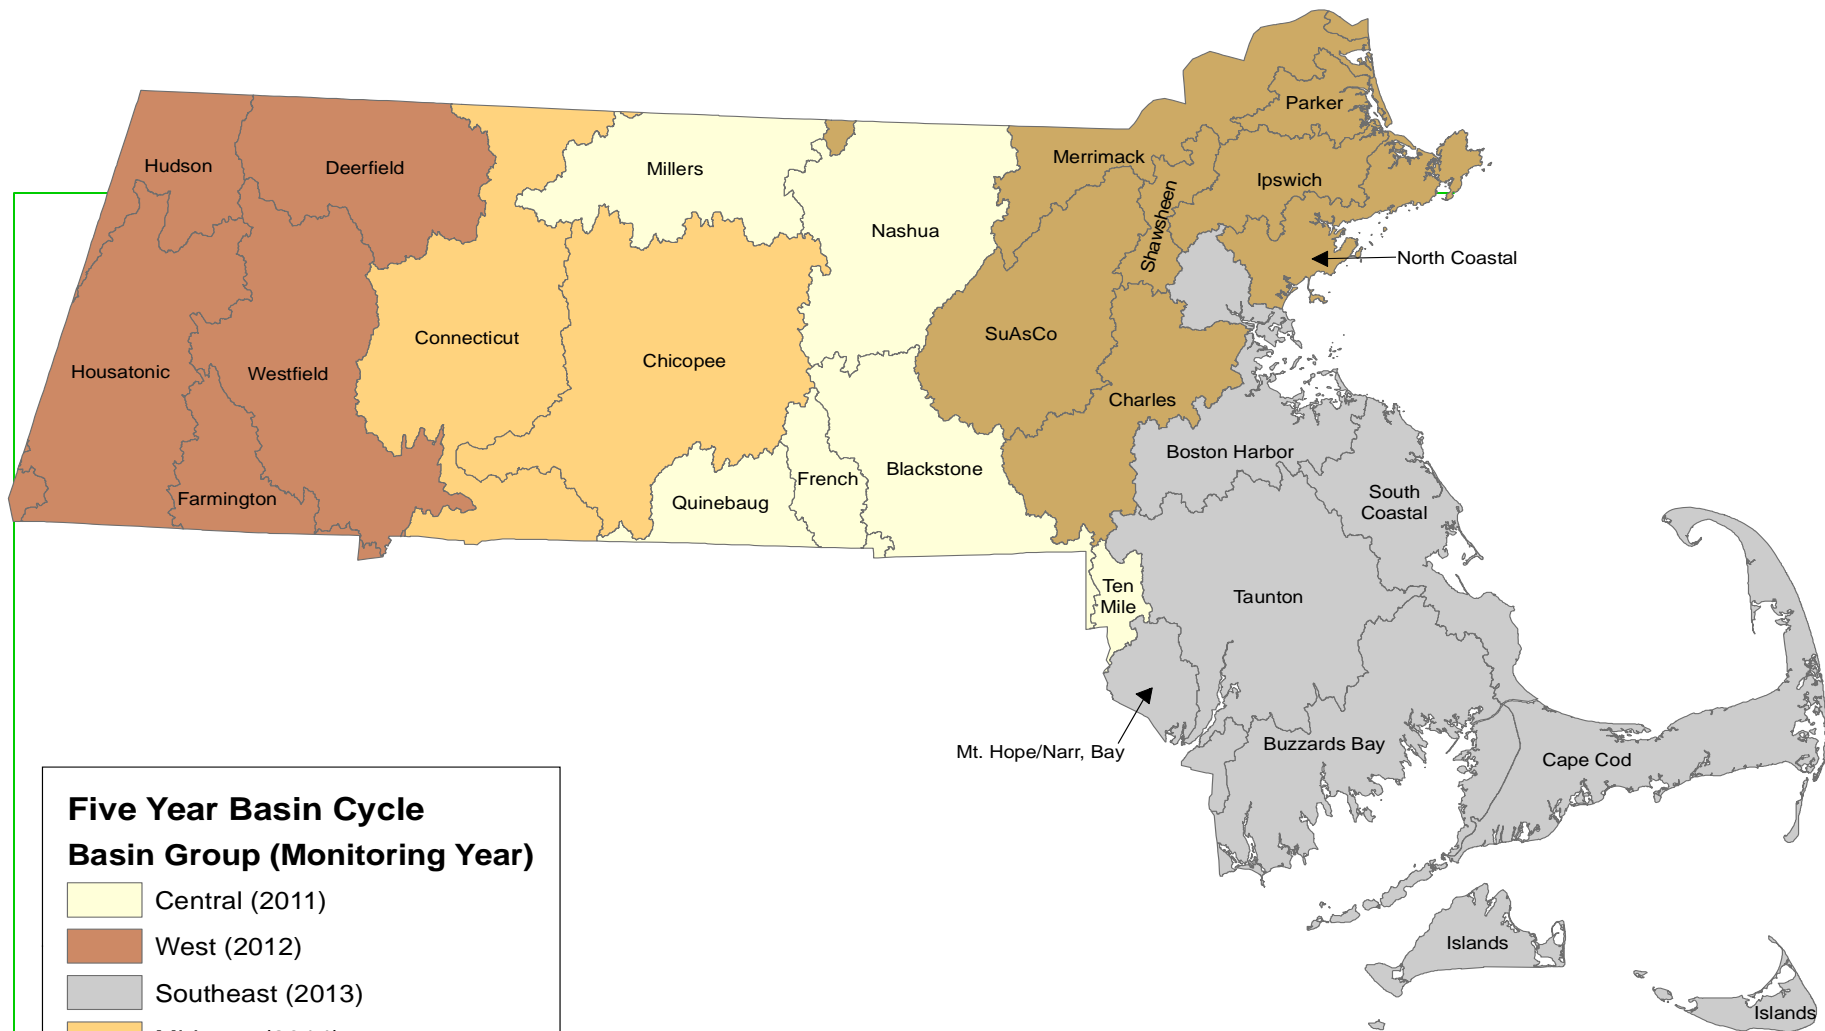 Parker
Hudson
Deerfield
Millers
Merrimack
Ipswich
Shawsheen
Nashua
North Coastal
SuAsCo
Connecticut
Chicopee
Housatonic
Westfield
Charles
Boston Harbor
Blackstone
French
Farmington
Quinebaug
South
Coastal
Ten
Mile
Taunton
Mt. Hope/Narr, Bay
Buzzards Bay
Cape Cod
Islands
Islands
Five Year Basin Cycle
Basin Group (Monitoring Year)
Central (2011)
West (2012)
Southeast (2013)